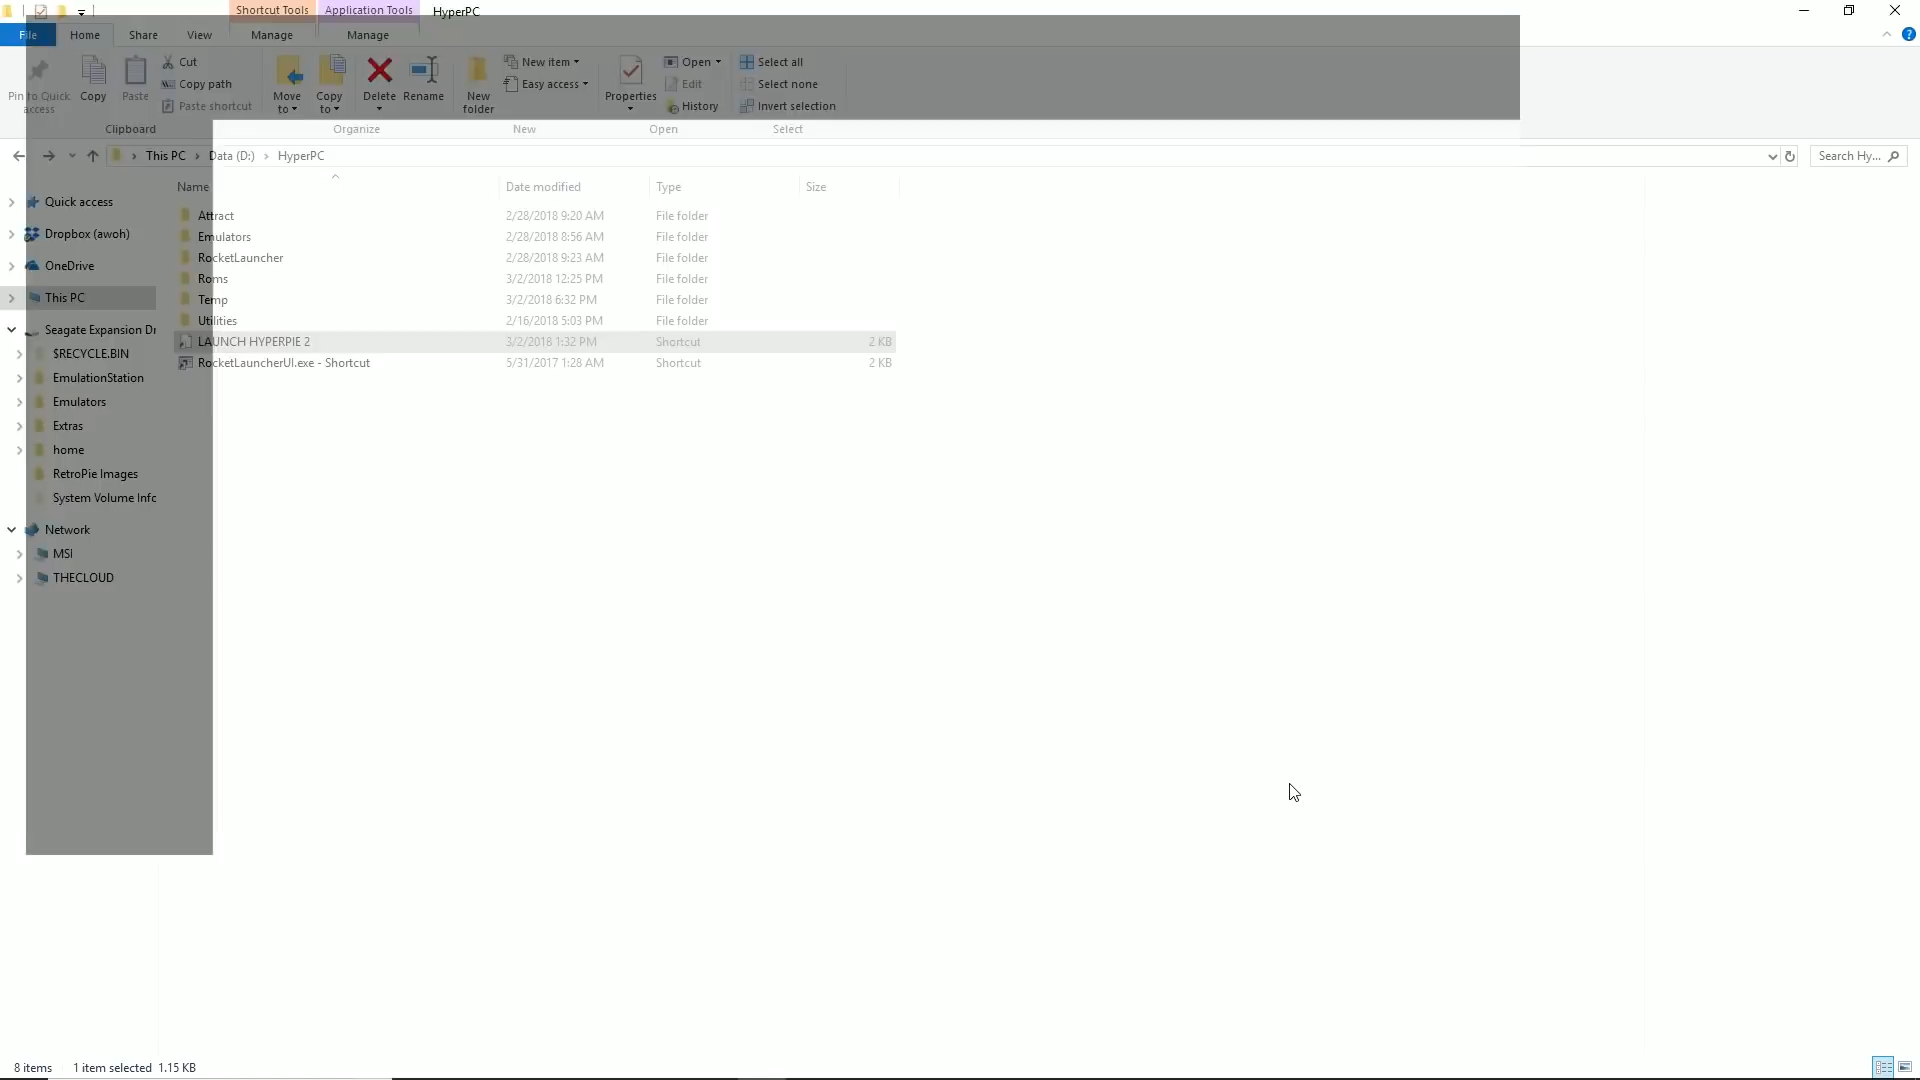 Shortcut Tools Application Tools HyperPC
File Home Share View Manage Manage
Pin to Quick access
Copy
Paste
Cut
Copy path
Paste shortcut
Move to
Copy to
Delete
Rename
New folder
New item
Easy access
Properties
Open
Edit
History
Select all
Select none
Invert selection
Clipboard Organize New Open Select
This PC Data (D:) HyperPC Search Hy...
Name Date modified Type Size
Quick access
Dropbox (awoh)
OneDrive
This PC
Seagate Expansion Dr
$RECYCLE.BIN
EmulationStation
Emulators
Extras
home
RetroPie Images
System Volume Infc
Network
MSI
THECLOUD
Attract 2/28/2018 9:20 AM File folder
Emulators 2/28/2018 8:56 AM File folder
RocketLauncher 2/28/2018 9:23 AM File folder
Roms 3/2/2018 12:25 PM File folder
Temp 3/2/2018 6:32 PM File folder
Utilities 2/16/2018 5:03 PM File folder
LAUNCH HYPERPIE 2 3/2/2018 1:32 PM Shortcut 2 KB
RocketLauncherUI.exe - Shortcut 5/31/2017 1:28 AM Shortcut 2 KB
8 items 1 item selected 1.15 KB